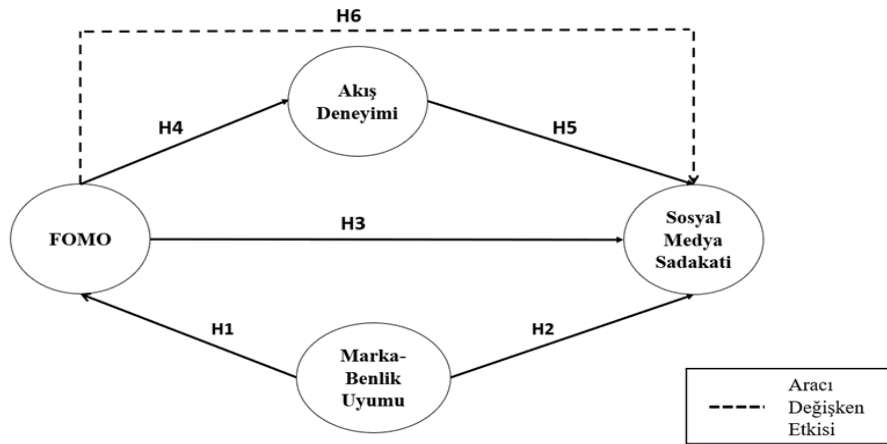 H6
Akış
Deneyimi
H4
H5
FOMO
H3
Sosyal
Medya
Sadakati
H1
H2
Marka-
Benlik
Uyumu
Aracı
Değişken
Etkisi